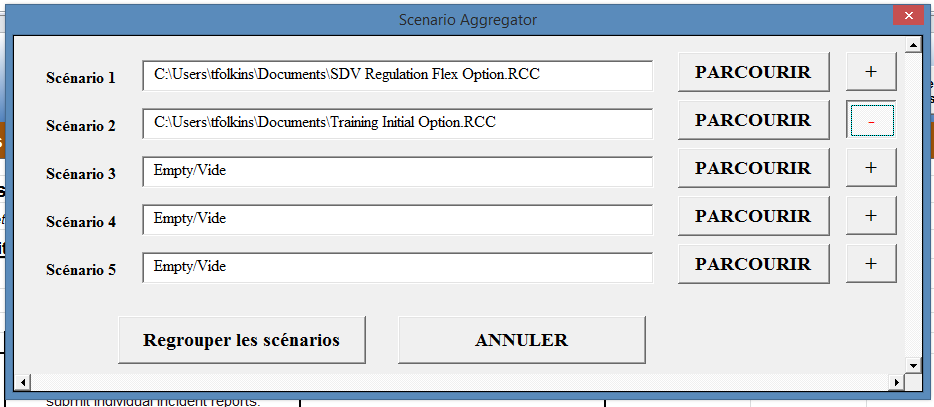 Scenario Aggregator
Scénario 1 C:\Users\tfolkins\Documents\SDV Regulation Flex Option.RCC PARCOURIR +
Scénario 2 C:\Users\tfolkins\Documents\Training Initial Option.RCC PARCOURIR -
Scénario 3 Empty/Vide PARCOURIR +
Scénario 4 Empty/Vide PARCOURIR +
Scénario 5 Empty/Vide PARCOURIR +
Regrouper les scénarios ANNULER
submit individual incident reports.